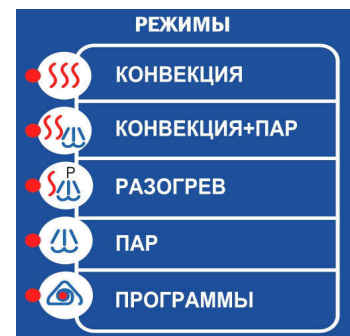 РЕЖИМЫ
КОНВЕКЦИЯ
КОНВЕКЦИЯ+ПАР
P
РАЗОГРЕВ
ПАР
ПРОГРАММЫ